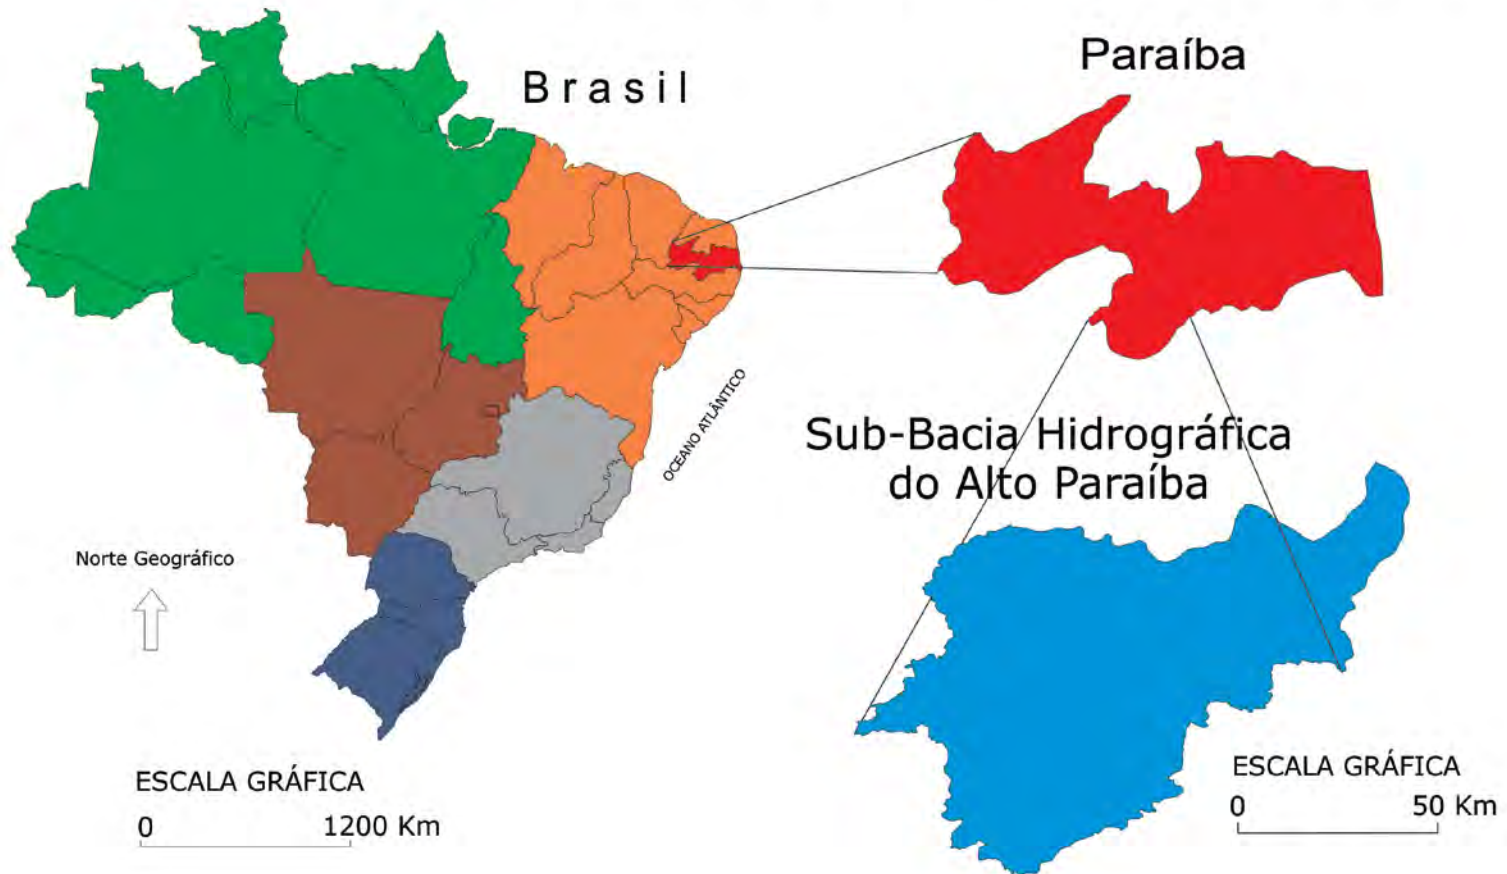 Brasil
Paraíba
OCEANO ATLÂNTICO
Sub-Bacia Hidrográfica
do Alto Paraíba
Norte Geográfico
ESCALA GRÁFICA
0 1200 Km
ESCALA GRÁFICA
0 50 Km